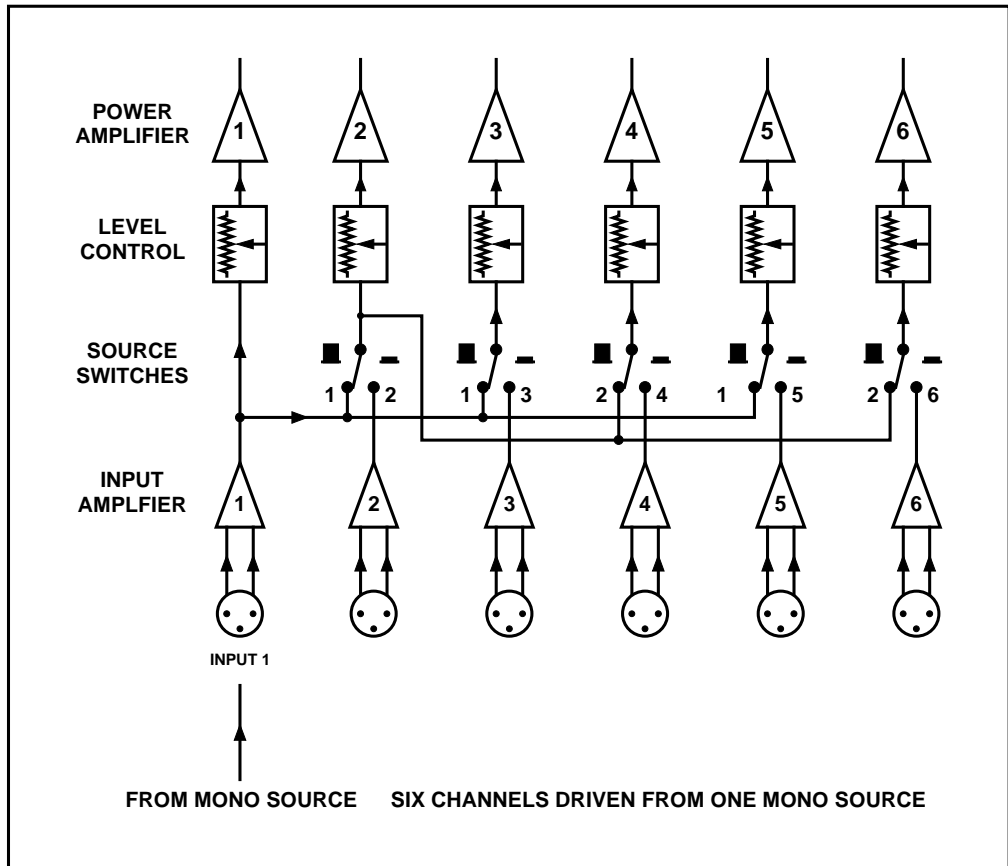 POWER
AMPLIFIER
1 2 3 4 5 6
LEVEL
CONTROL
SOURCE
SWITCHES
1 2 1 3 2 4 1 5 2 6
INPUT
AMPLFIER
1 2 3 4 5 6
INPUT 1
FROM MONO SOURCE SIX CHANNELS DRIVEN FROM ONE MONO SOURCE